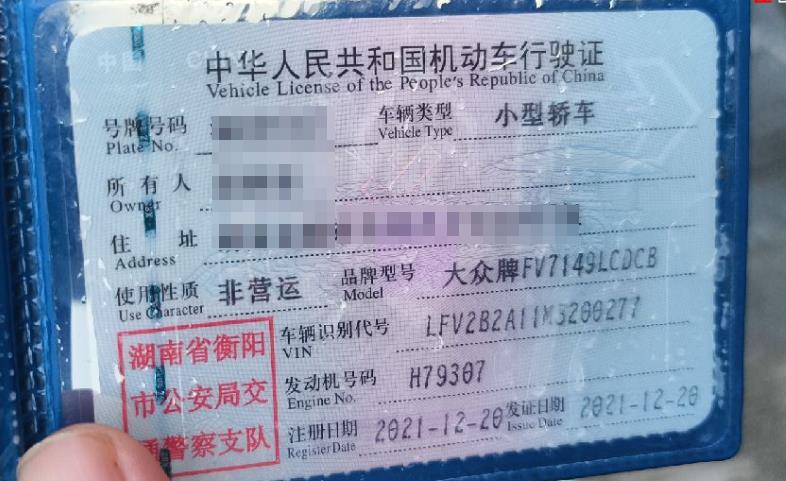 中华人民共和国机动车行驶证
Vehicle License of the People's Republic of China
号牌号码
Plate No.
车辆类型 小型轿车
Vehicle Type
所有人
Owner
住址
Address
使用性质 非营运
Use Character
品牌型号 大众牌FV7149LCDCB
Model
湖南省衡阳
市公安局交
通警察支队
车辆识别代号 LFV2B2A11M3200277
VIN
发动机号码 H79307
Engine No.
注册日期 2021-12-20
Register Date
发证日期 2021-12-20
Issue Date